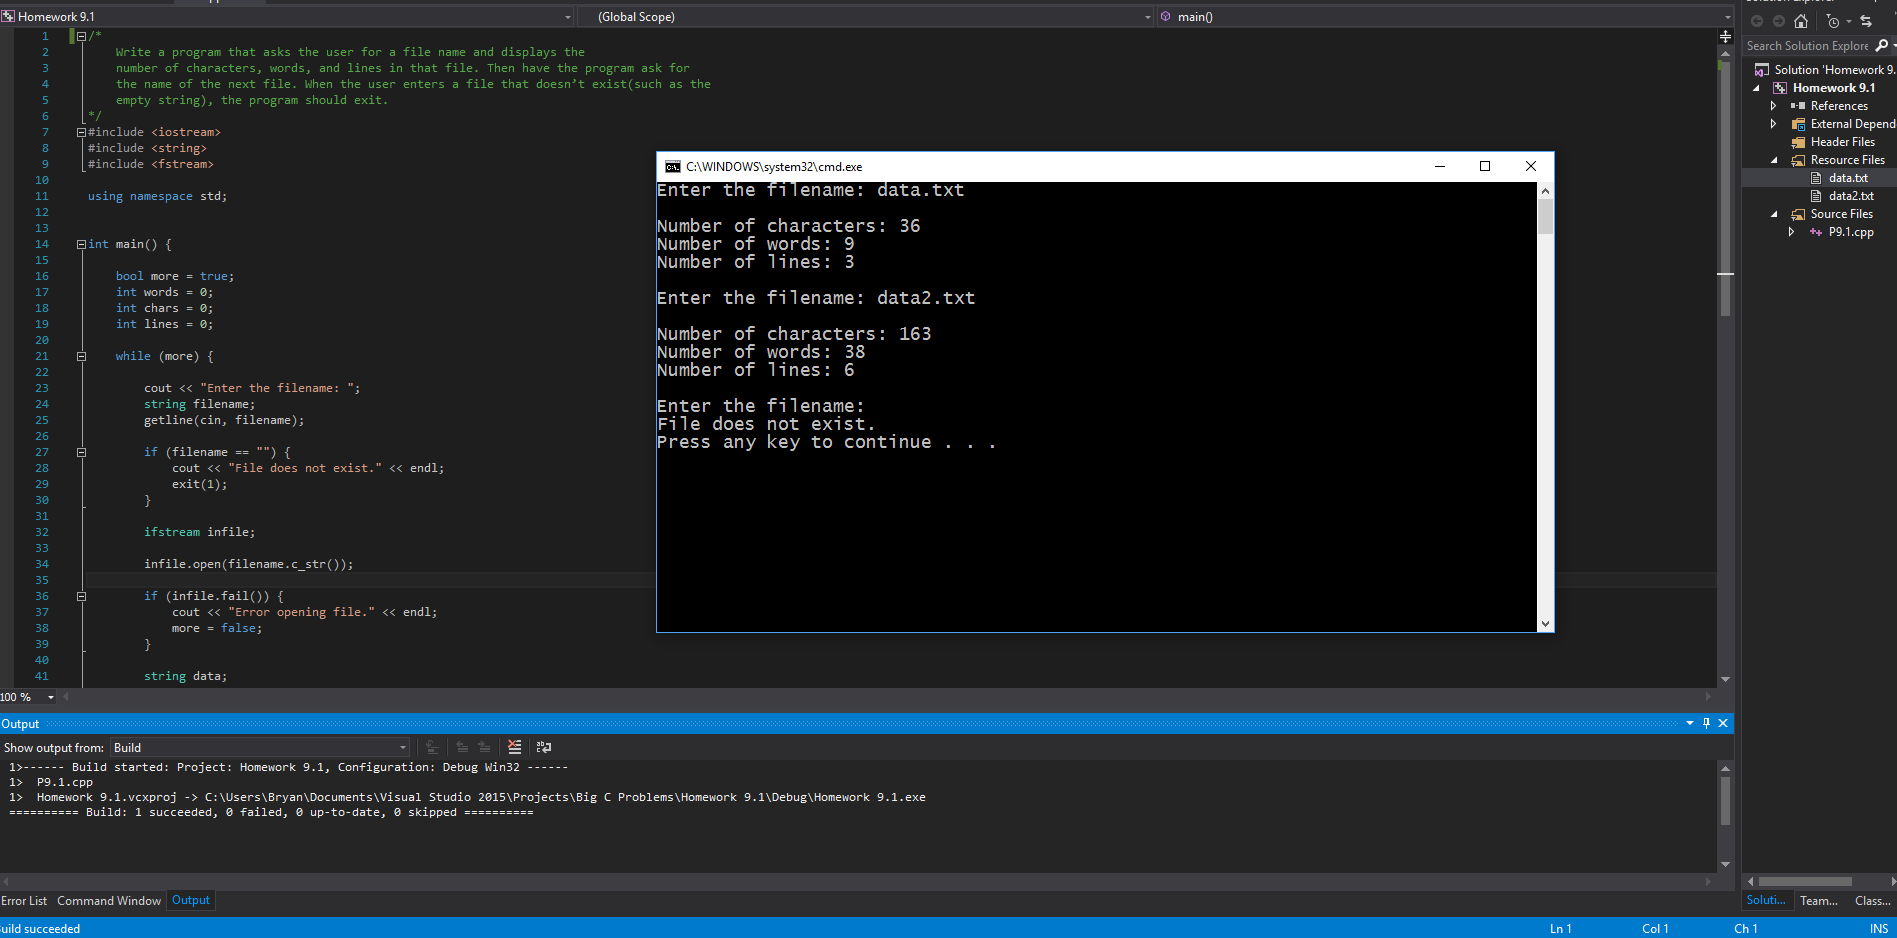 Homework 9.1
(Global Scope)
main()
1 /*
2 Write a program that asks the user for a file name and displays the
3 number of characters, words, and lines in that file. Then have the program ask for
4 the name of the next file. When the user enters a file that doesn’t exist(such as the
5 empty string), the program should exit.
6 */
7 #include <iostream>
8 #include <string>
9 #include <fstream>
10
11 using namespace std;
12
13
14 int main() {
15
16 bool more = true;
17 int words = 0;
18 int chars = 0;
19 int lines = 0;
20
21 while (more) {
22
23 cout << "Enter the filename: ";
24 string filename;
25 getline(cin, filename);
26
27 if (filename == "") {
28 cout << "File does not exist." << endl;
29 exit(1);
30 }
31
32 ifstream infile;
33
34 infile.open(filename.c_str());
35
36 if (infile.fail()) {
37 cout << "Error opening file." << endl;
38 more = false;
39 }
40
41 string data;
100 %
C:\WINDOWS\system32\cmd.exe
Enter the filename: data.txt
Number of characters: 36
Number of words: 9
Number of lines: 3
Enter the filename: data2.txt
Number of characters: 163
Number of words: 38
Number of lines: 6
Enter the filename:
File does not exist.
Press any key to continue . . .
Search Solution Explore
Solution 'Homework 9.
Homework 9.1
References
External Depend
Header Files
Resource Files
data.txt
data2.txt
Source Files
P9.1.cpp
Output
Show output from: Build
1>------ Build started: Project: Homework 9.1, Configuration: Debug Win32 ------
1> P9.1.cpp
1> Homework 9.1.vcxproj -> C:\Users\Bryan\Documents\Visual Studio 2015\Projects\Big C Problems\Homework 9.1\Debug\Homework 9.1.exe
========== Build: 1 succeeded, 0 failed, 0 up-to-date, 0 skipped ==========
Error List Command Window Output
Soluti... Team... Class...
uild succeeded
Ln 1 Col 1 Ch 1 INS